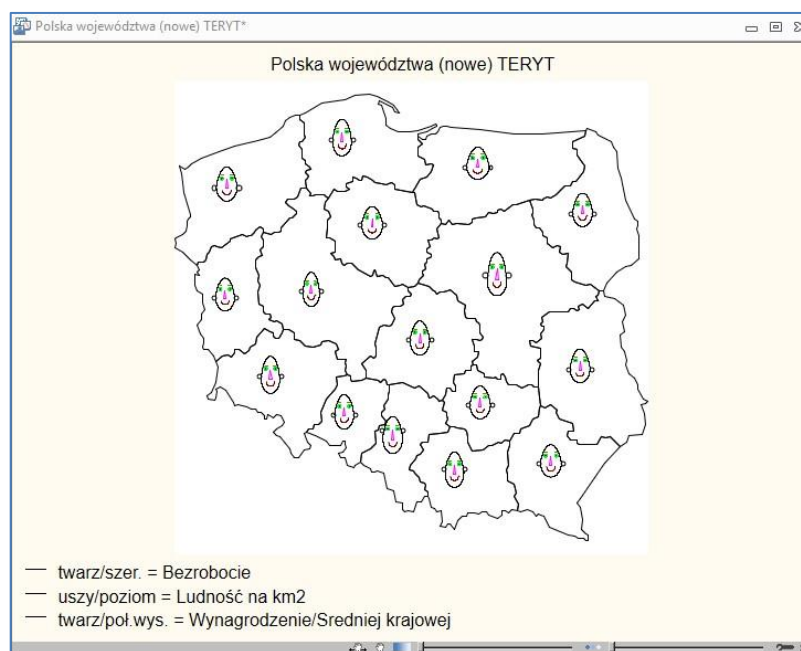 Polska województwa (nowe) TERYT*
Polska województwa (nowe) TERYT
twarz/szer. = Bezrobocie
uszy/poziom = Ludność na km2
twarz/poł.wys. = Wynagrodzenie/Sredniej krajowej